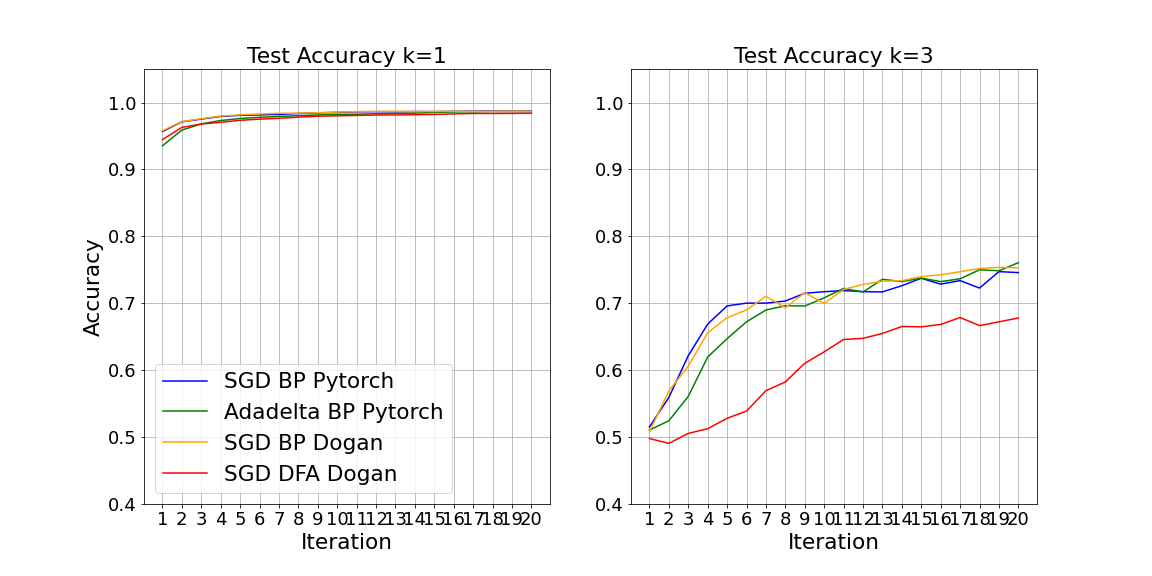 Test Accuracy k=1
1.0
0.9
0.8
0.7
0.6
0.5
0.4
Accuracy
SGD BP Pytorch
Adadelta BP Pytorch
SGD BP Dogan
SGD DFA Dogan
1 2 3 4 5 6 7 8 9 10 11 12 13 14 15 16 17 18 19 20
Iteration
Test Accuracy k=3
1.0
0.9
0.8
0.7
0.6
0.5
0.4
1 2 3 4 5 6 7 8 9 10 11 12 13 14 15 16 17 18 19 20
Iteration